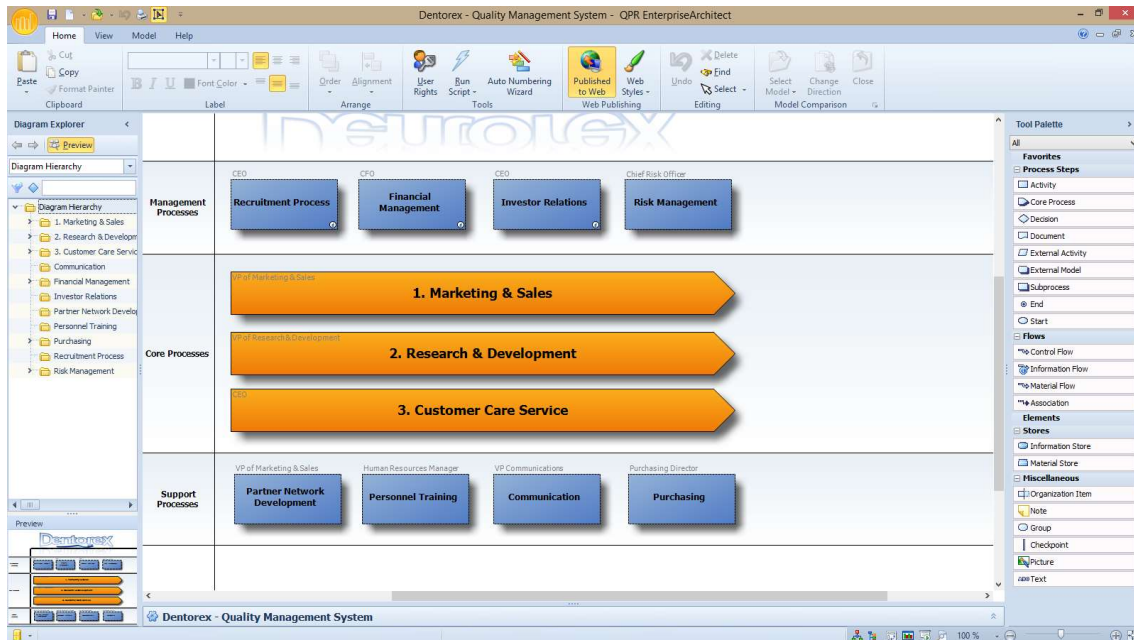 Dentorex - Quality Management System - QPR EnterpriseArchitect
Home View Model Help
Paste
Cut
Copy
Format Painter
Clipboard
B I U Font Color
Label
Order
Alignment
Arrange
User Rights
Run Script
Auto Numbering Wizard
Tools
Published to Web
Web Styles
Web Publishing
Undo
Delete
Find
Select
Editing
Select Model
Change Direction
Close
Model Comparison
Diagram Explorer
Preview
Diagram Hierarchy
Diagram Hierarchy
1. Marketing & Sales
2. Research & Developm
3. Customer Care Servic
Communication
Financial Management
Investor Relations
Partner Network Develo
Personnel Training
Purchasing
Recruitment Process
Risk Management
Preview
Dentorex
Dentorex
Management
Processes
CEO
Recruitment Process
CFO
Financial
Management
CEO
Investor Relations
Chief Risk Officer
Risk Management
Core Processes
VP of Marketing & Sales
1. Marketing & Sales
VP of Research & Development
2. Research & Development
CEO
3. Customer Care Service
Support
Processes
VP of Marketing & Sales
Partner Network
Development
Human Resources Manager
Personnel Training
VP Communications
Communication
Purchasing Director
Purchasing
Dentorex - Quality Management System
Tool Palette
All
Favorites
Process Steps
Activity
Core Process
Decision
Document
External Activity
External Model
Subprocess
End
Start
Flows
Control Flow
Information Flow
Material Flow
Association
Elements
Stores
Information Store
Material Store
Miscellaneous
Organization Item
Note
Group
Checkpoint
Picture
Text
100 %